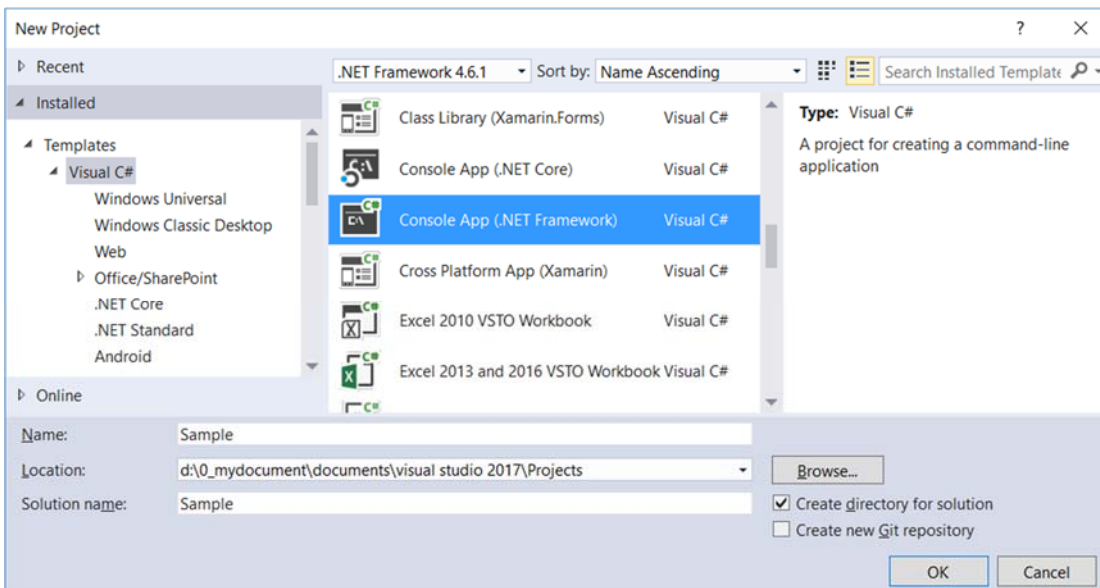 New Project ?
Recent
Installed
Templates
Visual C#
Windows Universal
Windows Classic Desktop
Web
Office/SharePoint
.NET Core
.NET Standard
Android
Online
.NET Framework 4.6.1 Sort by: Name Ascending Search Installed Template
Class Library (Xamarin.Forms) Visual C#
Console App (.NET Core) Visual C#
Console App (.NET Framework) Visual C#
Cross Platform App (Xamarin) Visual C#
Excel 2010 VSTO Workbook Visual C#
Excel 2013 and 2016 VSTO Workbook Visual C#
Type: Visual C#
A project for creating a command-line
application
Name: Sample
Location: d:\0_mydocument\documents\visual studio 2017\Projects Browse...
Solution name: Sample
Create directory for solution
Create new Git repository
OK Cancel